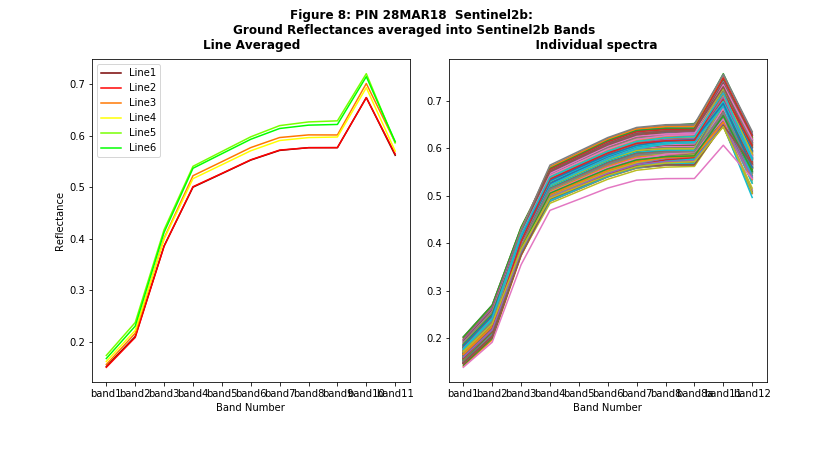 Figure 8: PIN 28MAR18 Sentinel2b:
Ground Reflectances averaged into Sentinel2b Bands
Line Averaged
Individual spectra
Line1
Line2
Line3
Line4
Line5
Line6
Reflectance
0.7
0.6
0.5
0.4
0.3
0.2
band1 band2 band3 band4 band5 band6 band7 band8 band9 band10 band11
Band Number
0.7
0.6
0.5
0.4
0.3
0.2
band1 band2 band3 band4 band5 band6 band7 band8 band8a band11 band12
Band Number